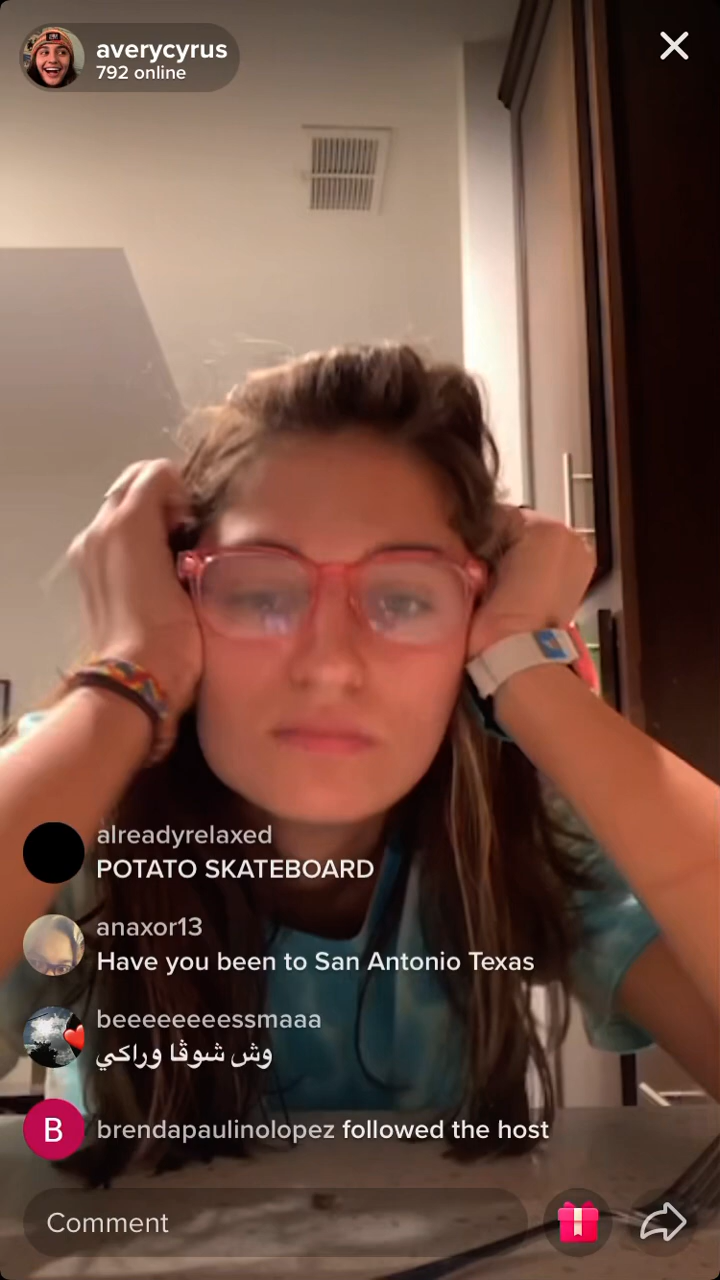 averycyrus
792 online
alreadyrelaxed
POTATO SKATEBOARD
anaxor13
Have you been to San Antonio Texas
beeeeeeeessmaaa
وش شوڨا وراكي
B
brendapaulinolopez followed the host
Comment